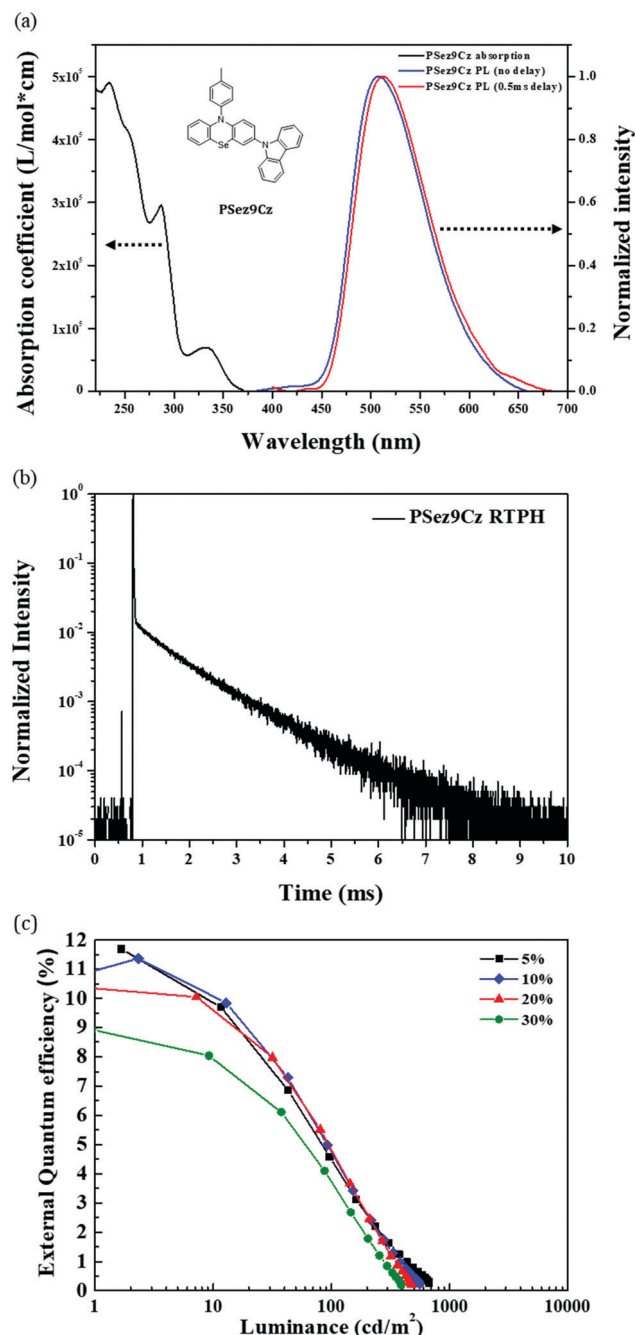 (a)
PSez9Cz absorption
PSez9Cz PL (no delay)
PSez9Cz PL (0.5ms delay)
5x10⁵
4x10⁵
3x10⁵
2x10⁵
1x10⁵
0
Absorption coefficient (L/mol*cm)
N
Se
N
PSez9Cz
1.0
0.8
0.6
0.4
0.2
0.0
Normalized intensity
250 300 350 400 450 500 550 600 650 700
Wavelength (nm)
(b)
PSez9Cz RTPH
10⁰
10⁻¹
10⁻²
10⁻³
10⁻⁴
10⁻⁵
Normalized Intensity
0 1 2 3 4 5 6 7 8 9 10
Time (ms)
(c)
5%
10%
20%
30%
12
11
10
9
8
7
6
5
4
3
2
1
0
External Quantum efficiency (%)
1 10 100 1000 10000
Luminance (cd/m²)